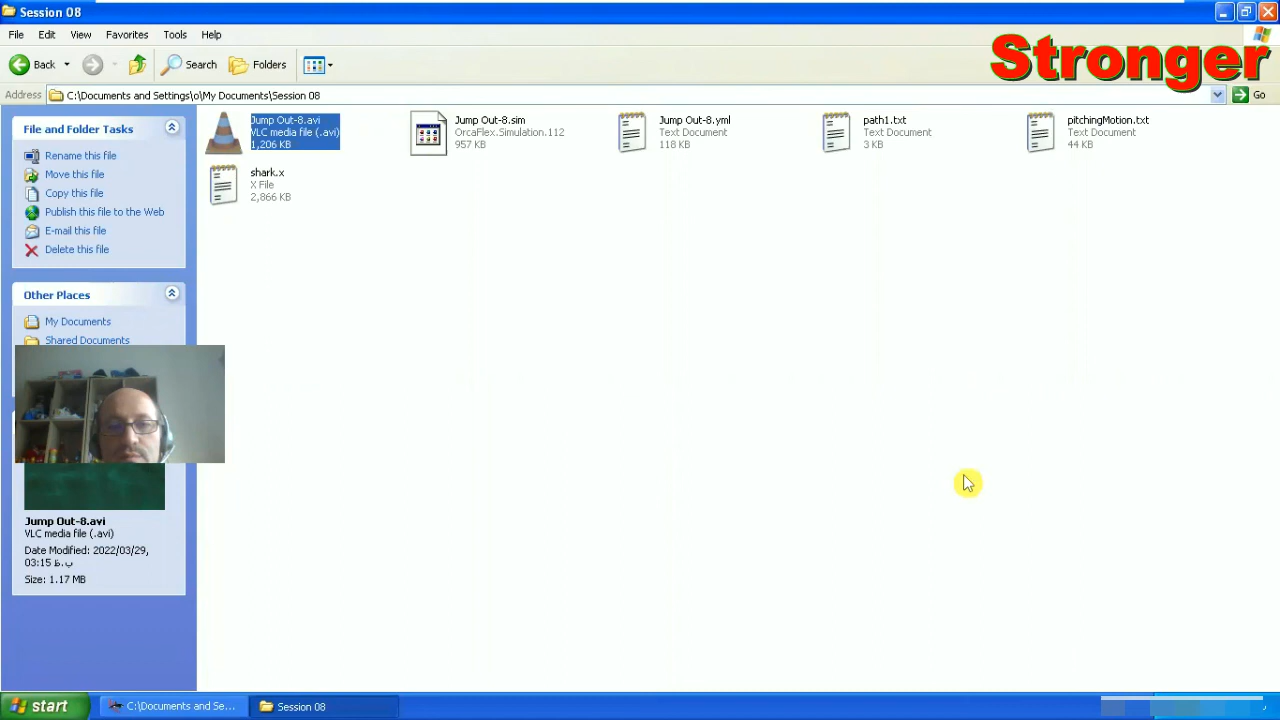 Session 08
File Edit View Favorites Tools Help
Stronger
Back Search Folders
Address C:\Documents and Settings\o\My Documents\Session 08 Go
File and Folder Tasks
Rename this file
Move this file
Copy this file
Publish this file to the Web
E-mail this file
Delete this file
Other Places
My Documents
Shared Documents
Jump Out-8.avi
VLC media file (.avi)
Date Modified: 2022/03/29,
03:15 ب.ظ
Size: 1.17 MB
Jump Out-8.avi
VLC media file (.avi)
1,206 KB
Jump Out-8.sim
OrcaFlex.Simulation.112
957 KB
Jump Out-8.yml
Text Document
118 KB
path1.txt
Text Document
3 KB
pitchingMotion.txt
Text Document
44 KB
shark.x
X File
2,866 KB
start C:\Documents and Se... Session 08